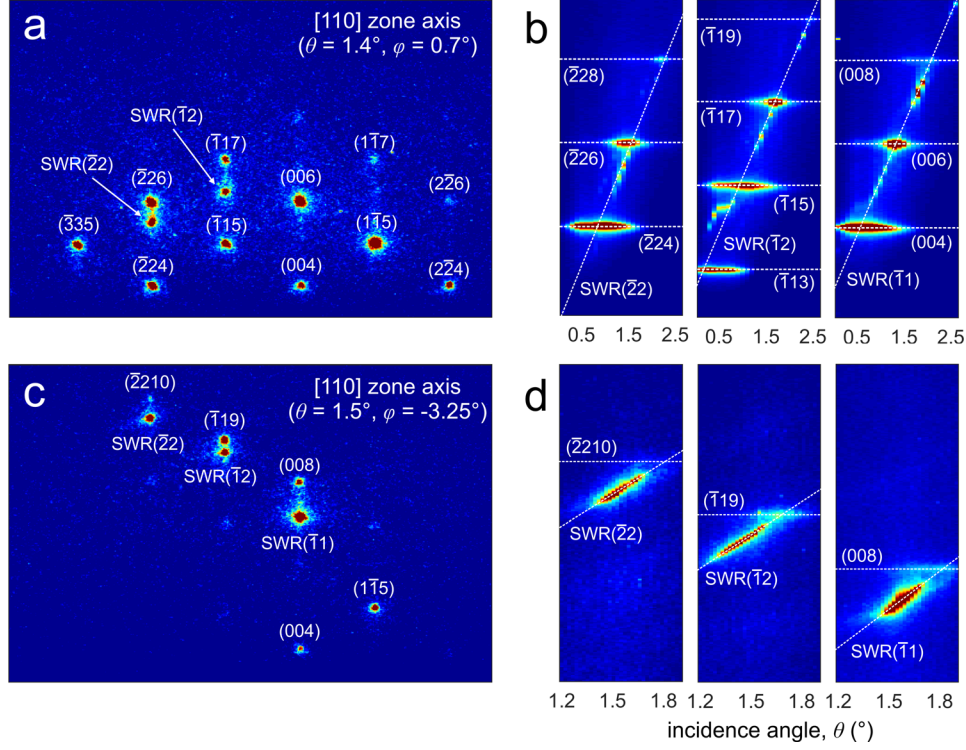 a
[110] zone axis
(θ = 1.4°, φ = 0.7°)
SWR(1̄2)
SWR(2̄2)
(1̄17)
(11̄7)
(2̄26)
(006)
(22̄6)
(3̄35)
(1̄15)
(11̄5)
(2̄24)
(004)
(22̄4)
b
(2̄28)
(2̄26)
(2̄24)
SWR(2̄2)
0.5 1.5 2.5
(1̄19)
(1̄17)
(1̄15)
SWR(1̄2)
(1̄13)
0.5 1.5 2.5
(008)
(006)
(004)
SWR(1̄1)
0.5 1.5 2.5
c
[110] zone axis
(θ = 1.5°, φ = -3.25°)
(2̄210)
SWR(2̄2)
(1̄19)
SWR(1̄2)
(008)
SWR(1̄1)
(11̄5)
(004)
d
(2̄210)
SWR(2̄2)
1.2 1.5 1.8
(1̄19)
SWR(1̄2)
1.2 1.5 1.8
(008)
SWR(1̄1)
1.2 1.5 1.8
incidence angle, θ (°)